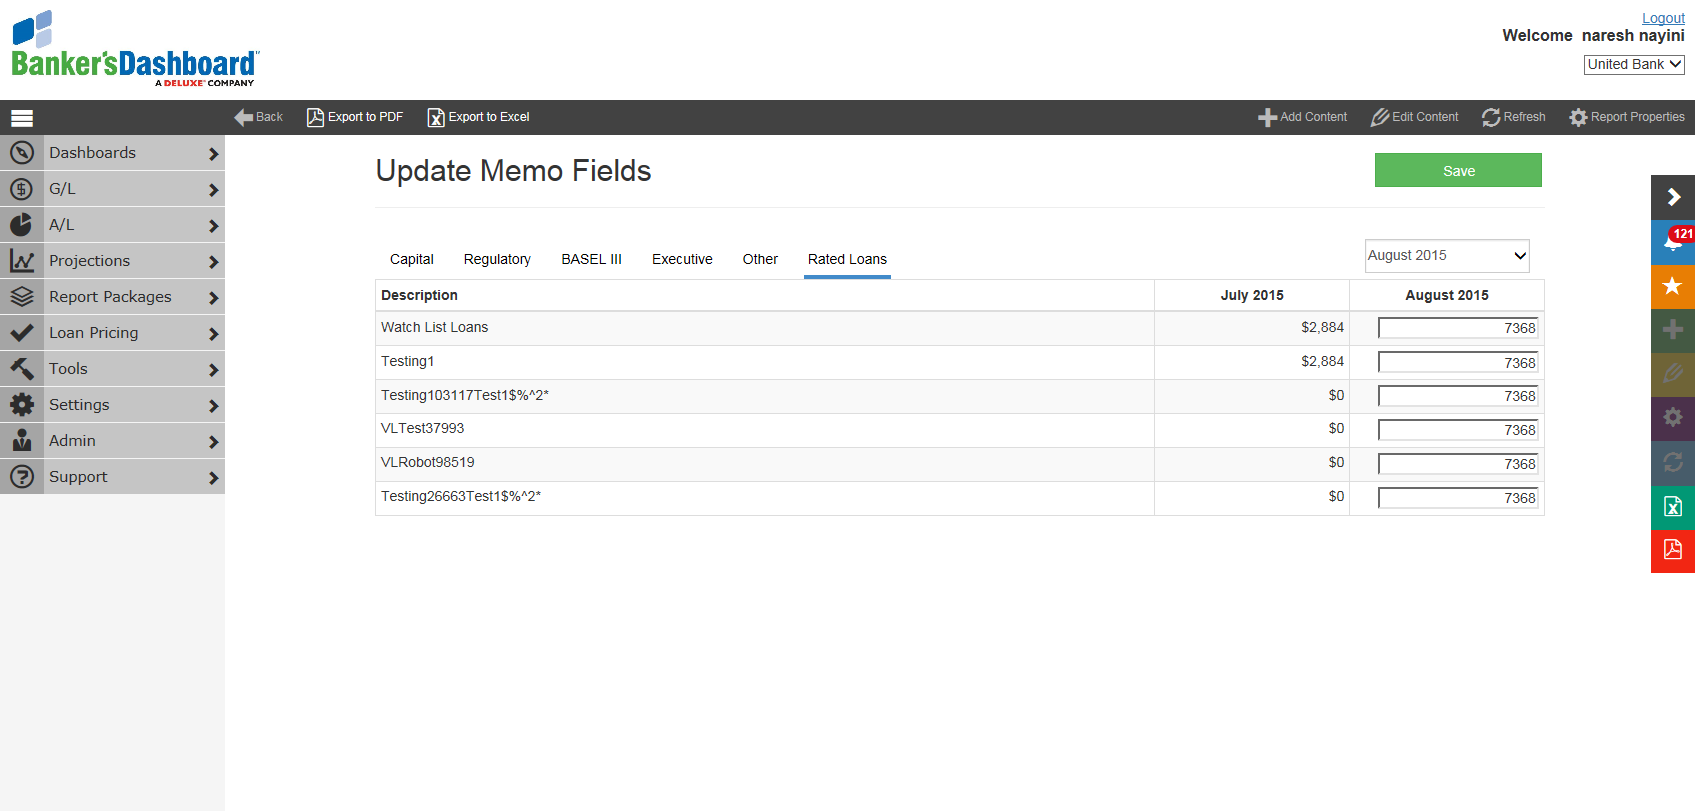 Logout
Banker'sDashboard
A DELUXE COMPANY
Welcome naresh nayini
United Bank
Back Export to PDF Export to Excel Add Content Edit Content Refresh Report Properties
Dashboards
G/L
A/L
Projections
Report Packages
Loan Pricing
Tools
Settings
Admin
Support
Update Memo Fields
Save
121
Capital Regulatory BASEL III Executive Other Rated Loans August 2015
Description July 2015 August 2015
Watch List Loans $2,884 7368
Testing1 $2,884 7368
Testing103117Test1$%^2* $0 7368
VLTest37993 $0 7368
VLRobot98519 $0 7368
Testing26663Test1$%^2* $0 7368